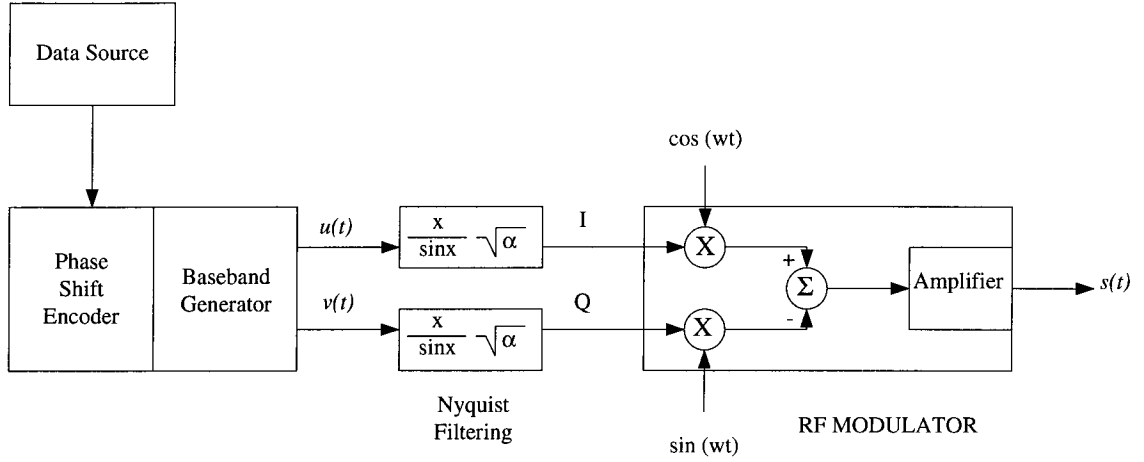 Data Source
cos (wt)
Phase
Shift
Encoder
Baseband
Generator
u(t)
v(t)
x
sinx
√α
x
sinx
√α
I
Q
X
X
+
-
Σ
Amplifier
s(t)
Nyquist
Filtering
sin (wt)
RF MODULATOR